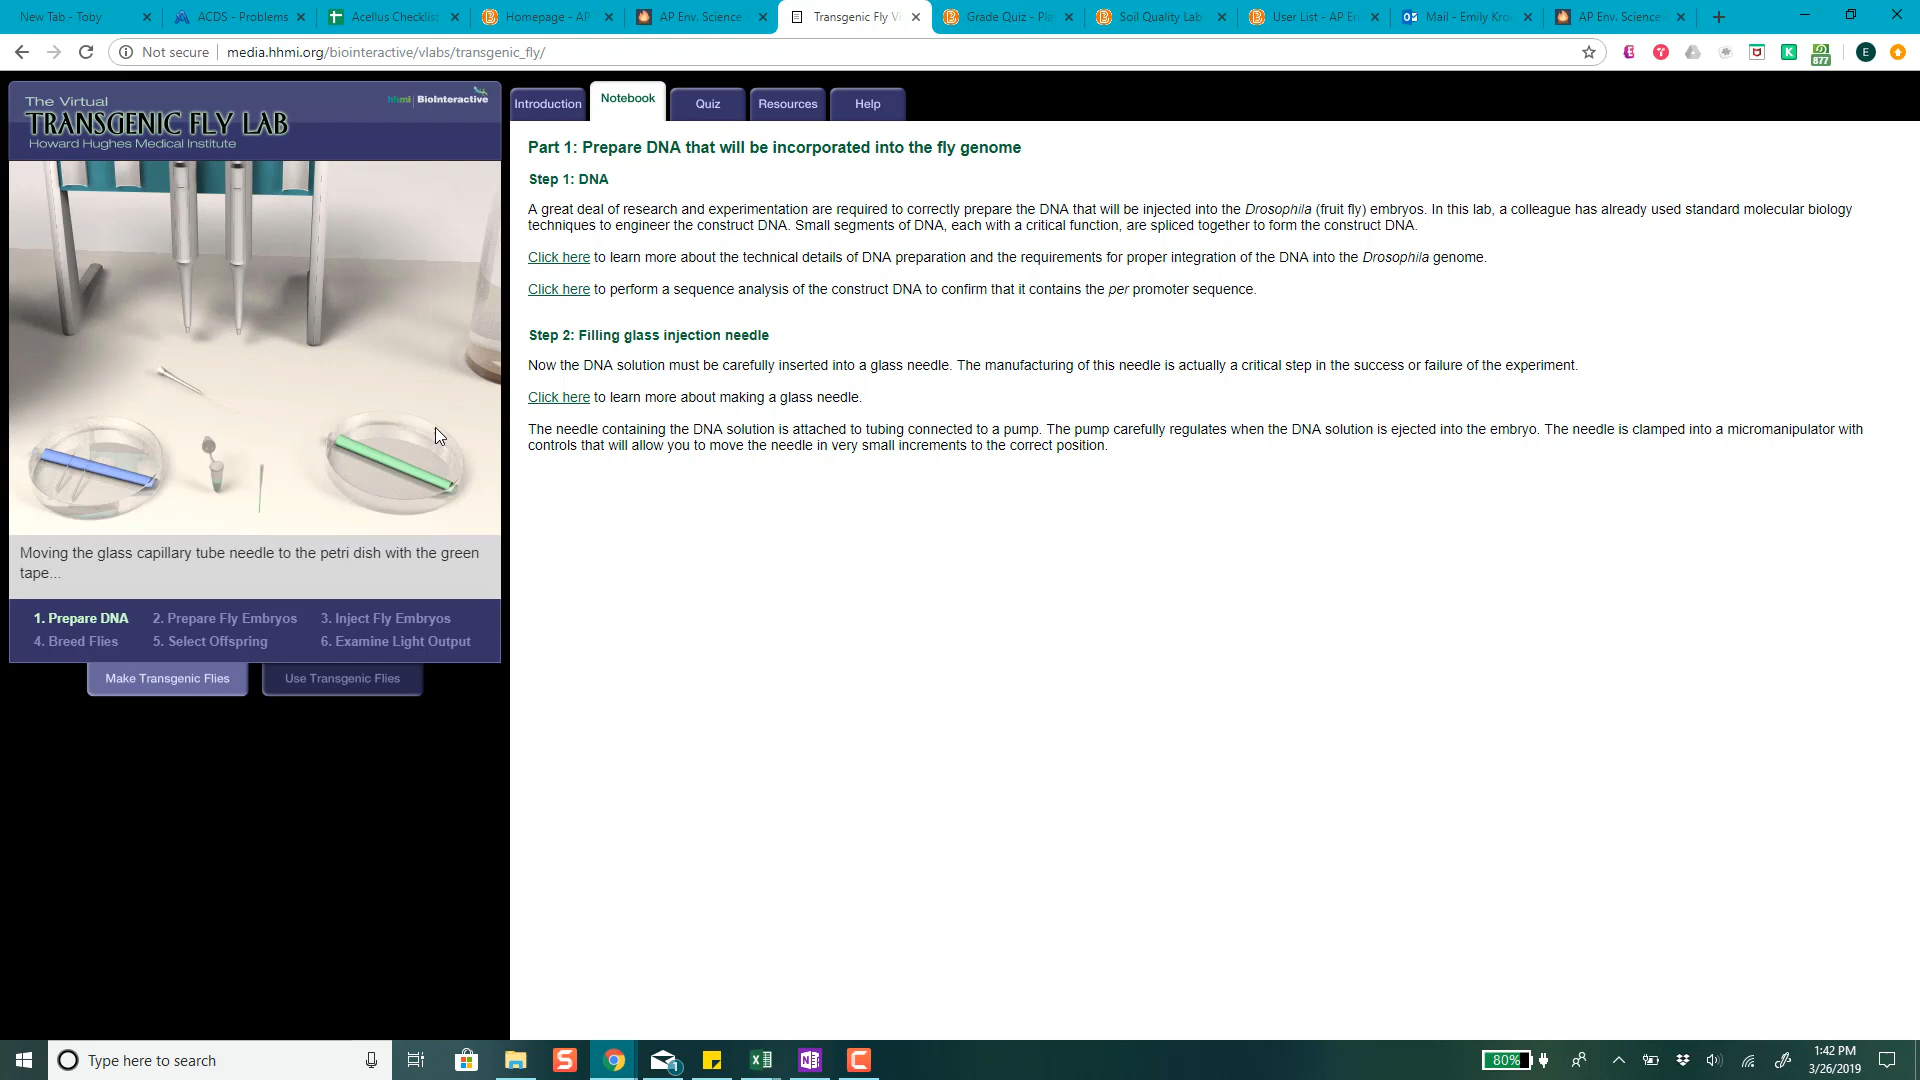 New Tab - Toby
ACDS - Problems
Acellus Checklist
Homepage - AP
AP Env. Science
Transgenic Fly Vi
Grade Quiz - Pla
Soil Quality Lab
User List - AP En
Mail - Emily Kro
AP Env. Science
Not secure
media.hhmi.org/biointeractive/vlabs/transgenic_fly/
877
E
The Virtual
TRANSGENIC FLY LAB
Howard Hughes Medical Institute
hhmi | BioInteractive
Introduction
Notebook
Quiz
Resources
Help
Part 1: Prepare DNA that will be incorporated into the fly genome
Step 1: DNA
A great deal of research and experimentation are required to correctly prepare the DNA that will be injected into the Drosophila (fruit fly) embryos. In this lab, a colleague has already used standard molecular biology
techniques to engineer the construct DNA. Small segments of DNA, each with a critical function, are spliced together to form the construct DNA.
Click here to learn more about the technical details of DNA preparation and the requirements for proper integration of the DNA into the Drosophila genome.
Click here to perform a sequence analysis of the construct DNA to confirm that it contains the per promoter sequence.
Step 2: Filling glass injection needle
Now the DNA solution must be carefully inserted into a glass needle. The manufacturing of this needle is actually a critical step in the success or failure of the experiment.
Click here to learn more about making a glass needle.
The needle containing the DNA solution is attached to tubing connected to a pump. The pump carefully regulates when the DNA solution is ejected into the embryo. The needle is clamped into a micromanipulator with
controls that will allow you to move the needle in very small increments to the correct position.
Moving the glass capillary tube needle to the petri dish with the green
tape...
1. Prepare DNA
2. Prepare Fly Embryos
3. Inject Fly Embryos
4. Breed Flies
5. Select Offspring
6. Examine Light Output
Make Transgenic Flies
Use Transgenic Flies
Type here to search
80%
1:42 PM
3/26/2019